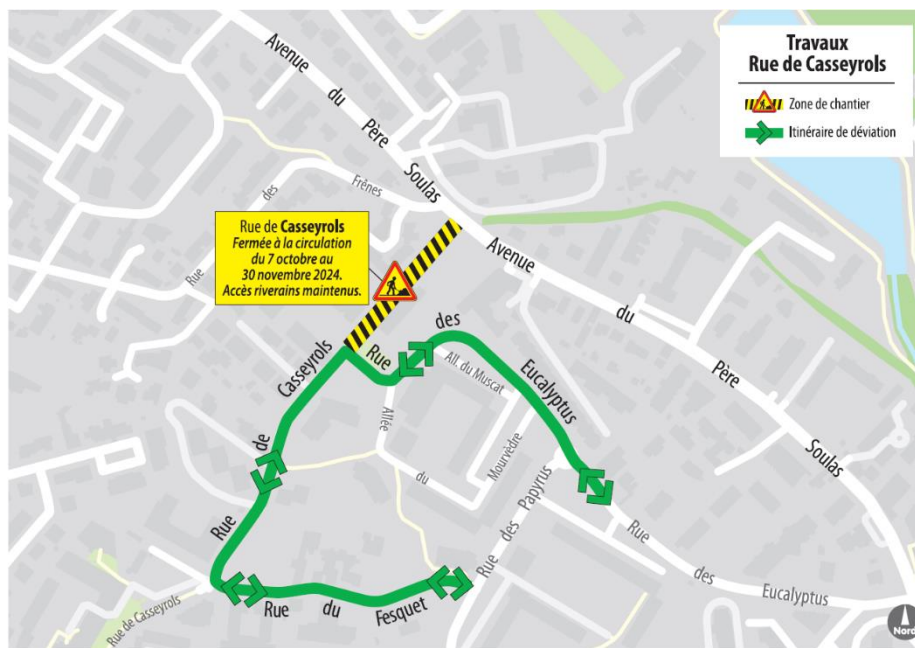 Travaux
Rue de Casseyrols
Zone de chantier
Itinéraire de déviation
Avenue
du
Père
Soulas
Avenue
du
Père
Soulas
Rue
des
Frênes
Rue de Casseyrols
Fermée à la circulation
du 7 octobre au
30 novembre 2024.
Accès riverains maintenus.
Rue
de
Casseyrols
Rue
des
Eucalyptus
All. du Muscat
Allée
du
Mourvèdre
Rue des Papyrus
Rue
des
Eucalyptus
Rue
du
Fesquet
Rue de Casseyrols
Nord